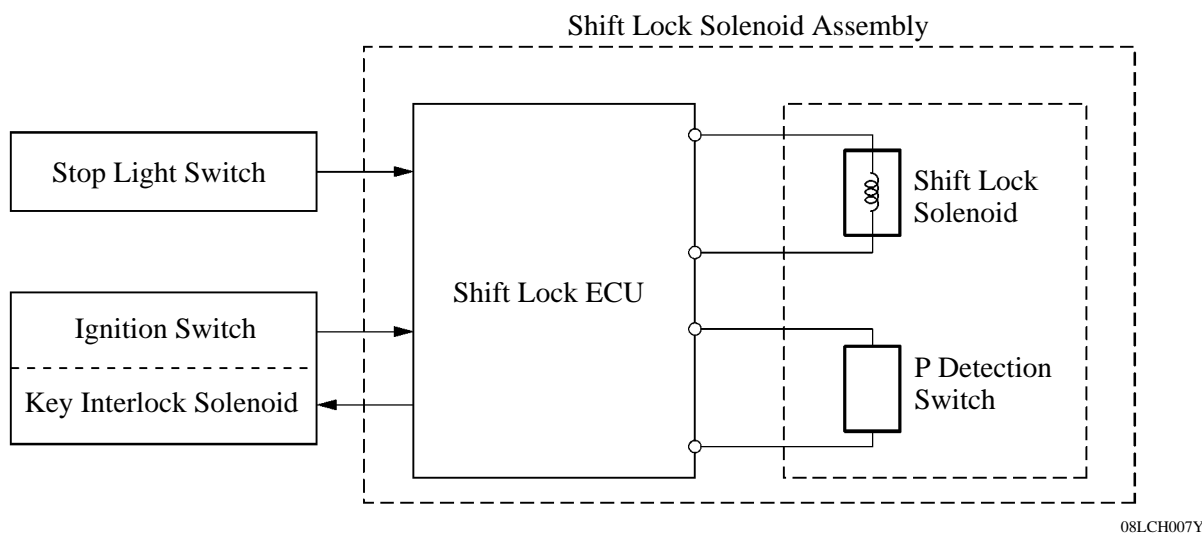 Shift Lock Solenoid Assembly
Stop Light Switch
Shift Lock ECU
Ignition Switch
Key Interlock Solenoid
Shift Lock
Solenoid
P Detection
Switch
08LCH007Y